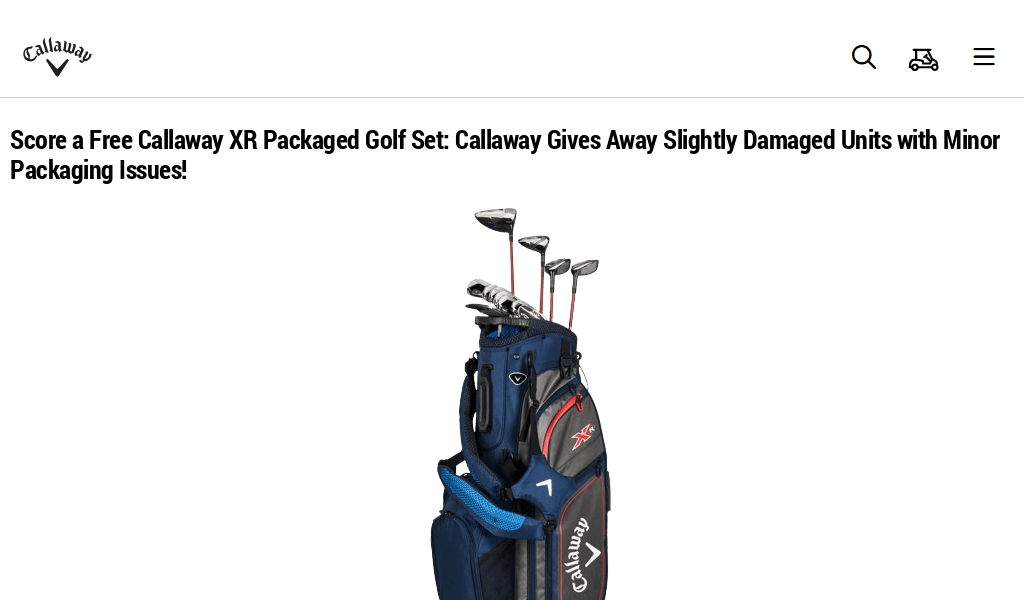 Callaway
Score a Free Callaway XR Packaged Golf Set: Callaway Gives Away Slightly Damaged Units with Minor
Packaging Issues!
XR
Callaway